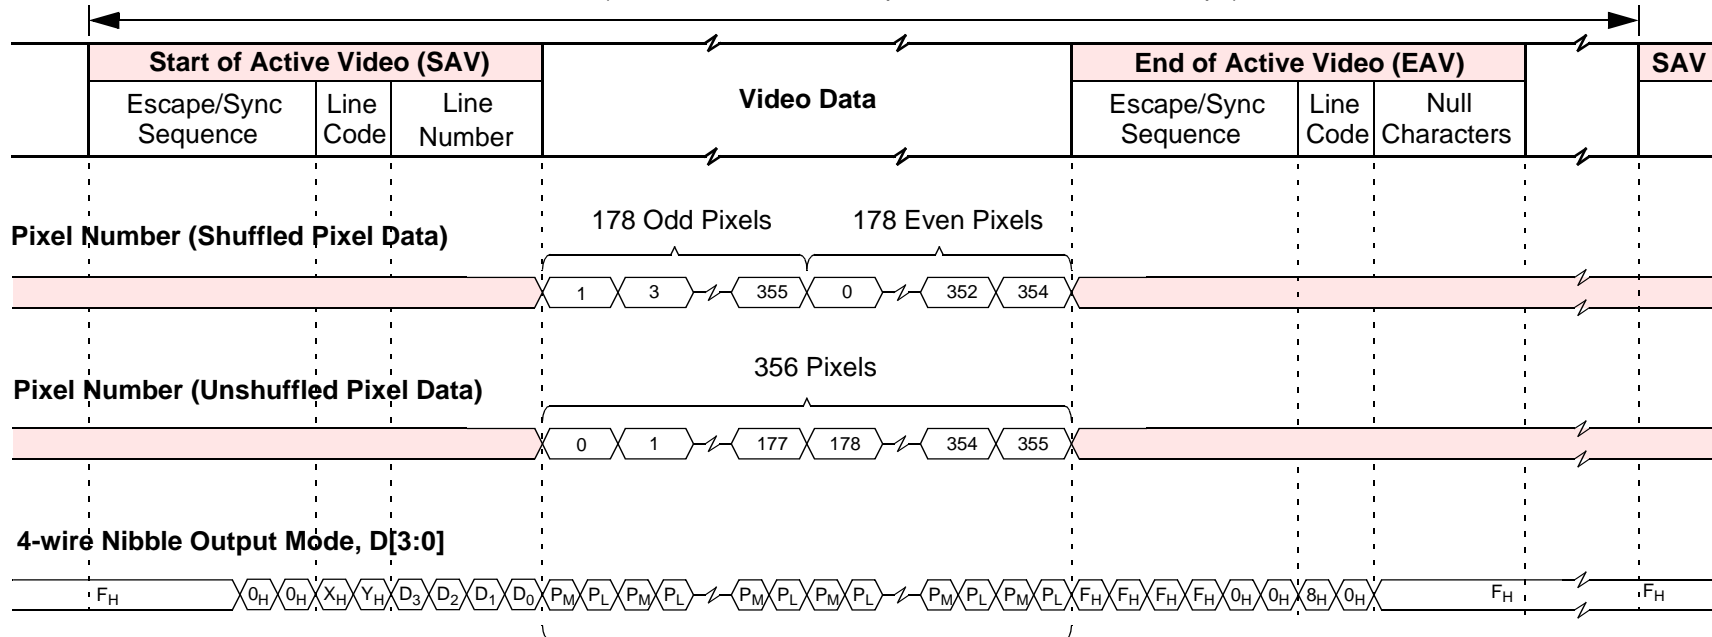 Start of Active Video (SAV)
Escape/Sync Sequence
Line Code
Line Number
Video Data
End of Active Video (EAV)
Escape/Sync Sequence
Line Code
Null Characters
SAV
178 Odd Pixels
178 Even Pixels
Pixel Number (Shuffled Pixel Data)
1 3 355 0 352 354
356 Pixels
Pixel Number (Unshuffled Pixel Data)
0 1 177 178 354 355
4-wire Nibble Output Mode, D[3:0]
FH 0H 0H XH YH D3 D2 D1 D0 PM PL PM PL PM PL PM PL PM PL PM PL FH FH FH FH 0H 0H 8H 0H FH FH